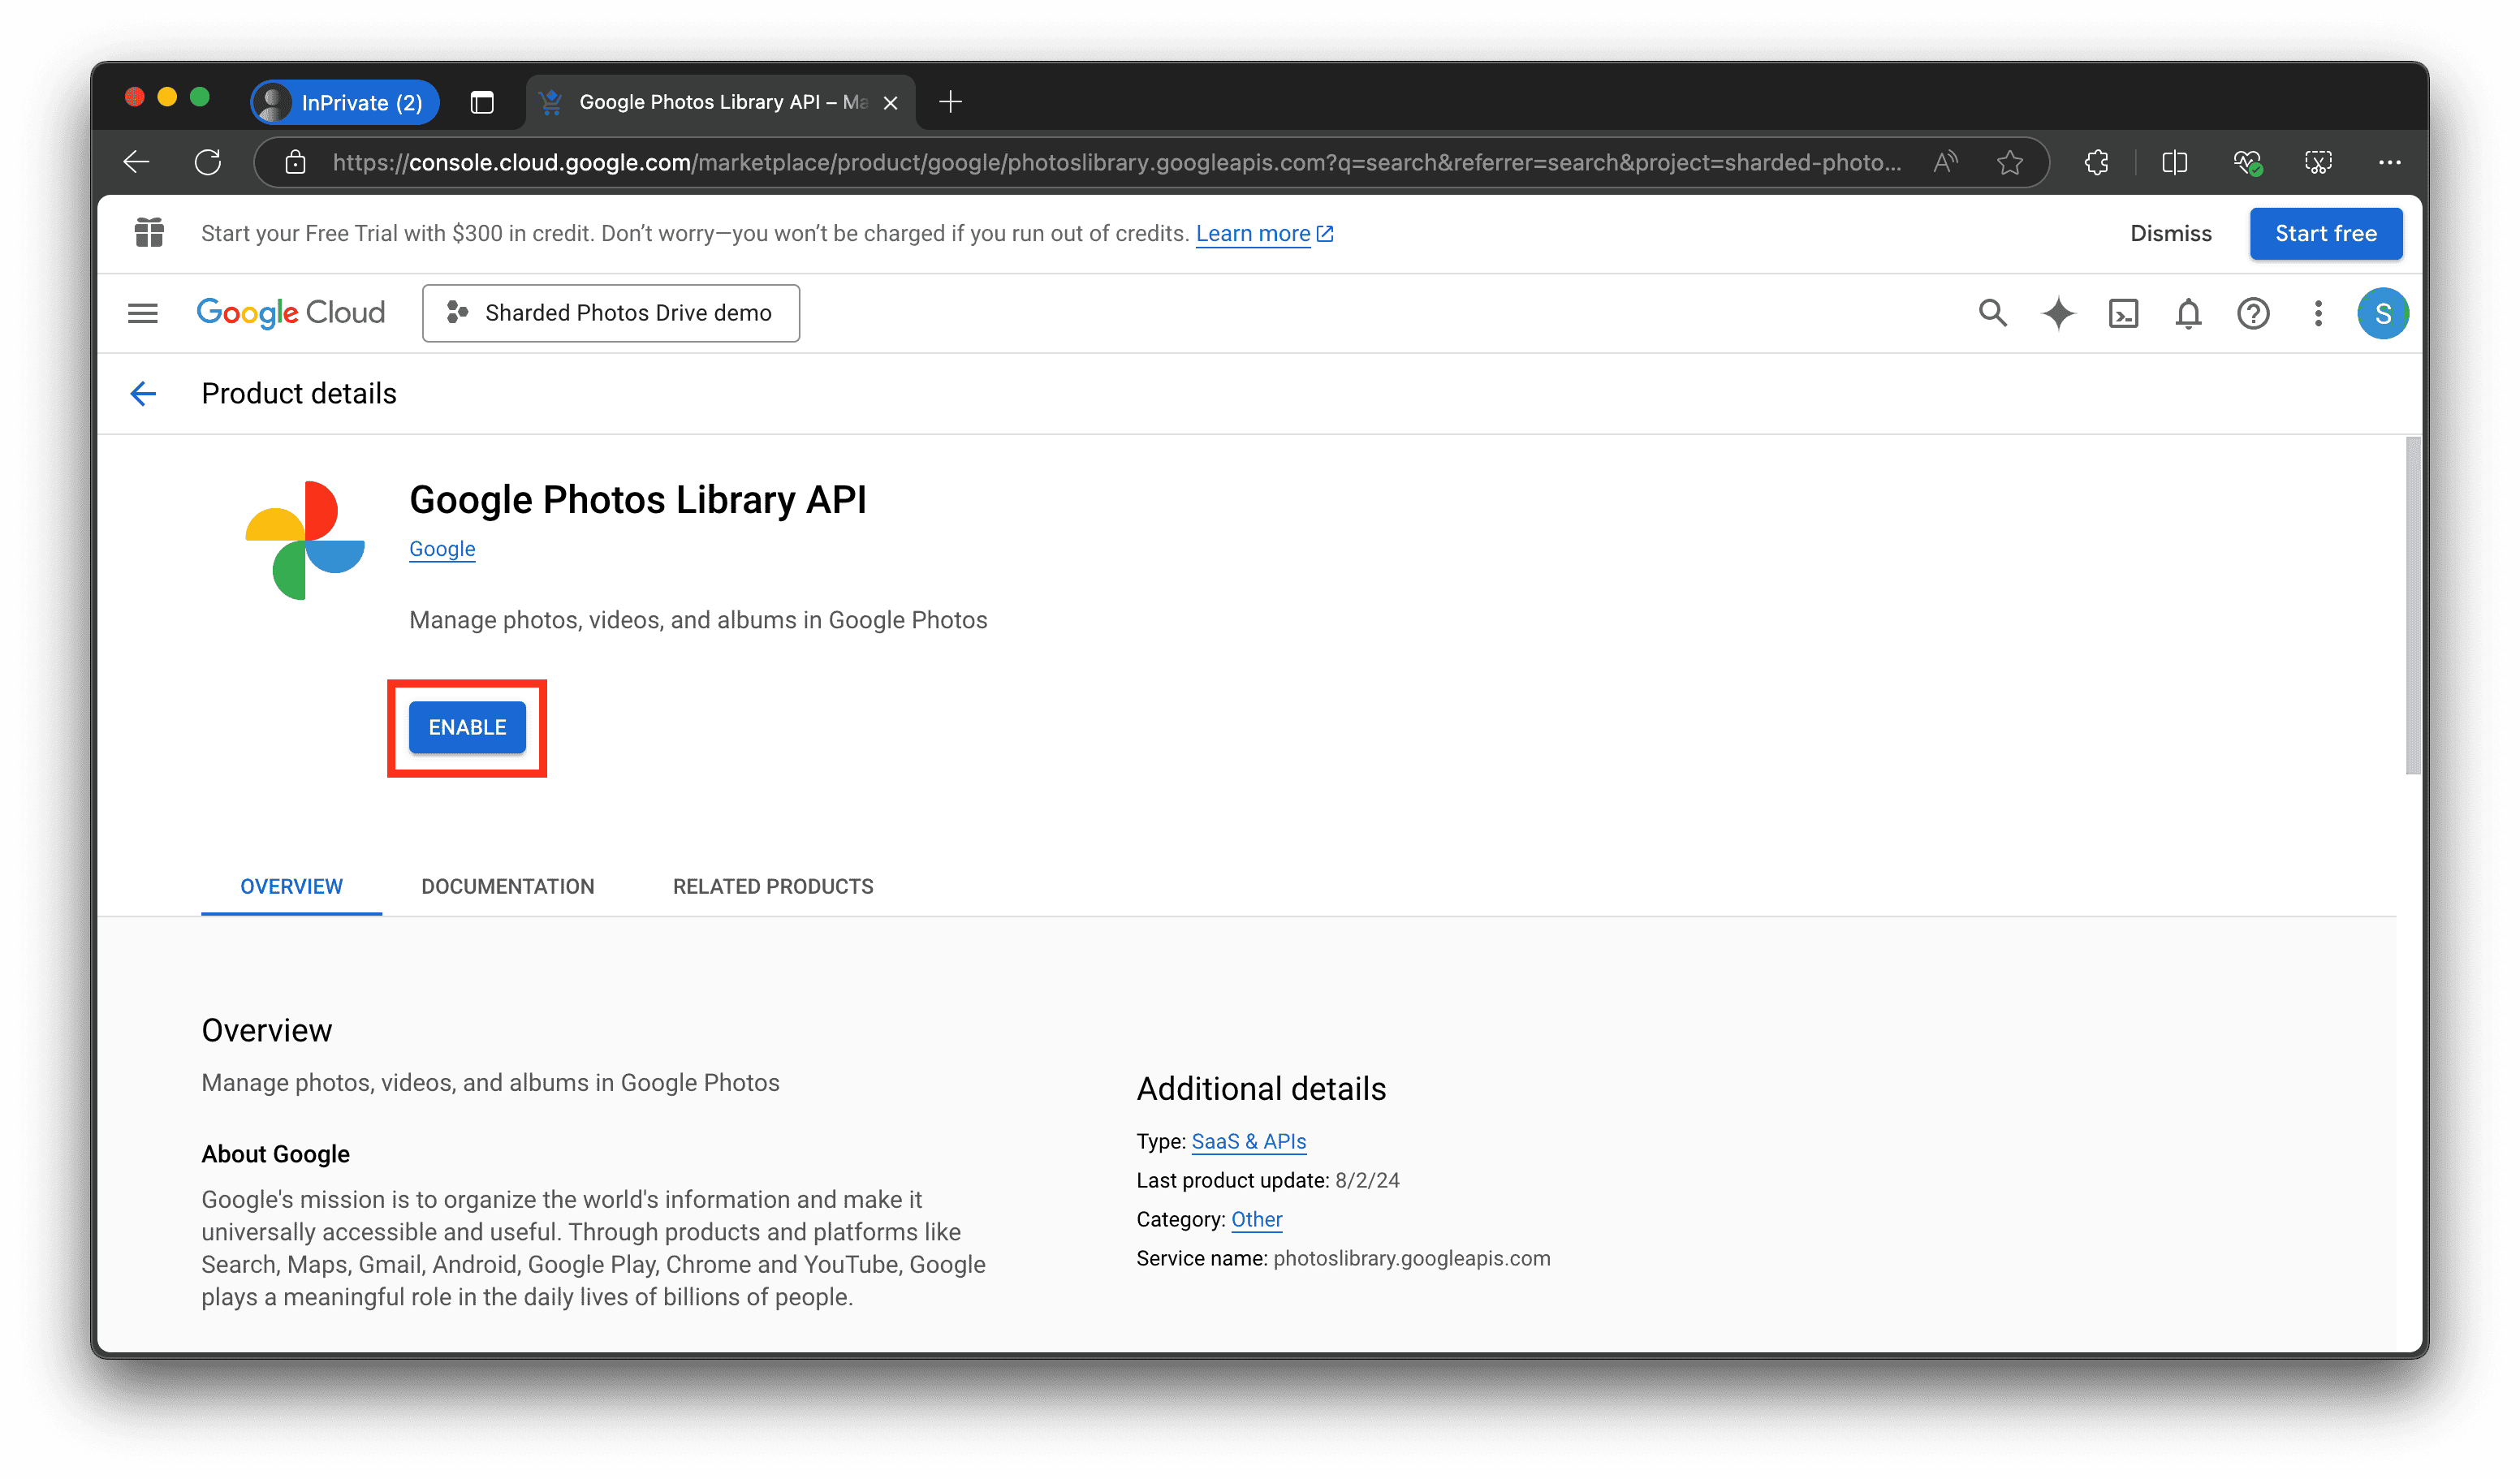 InPrivate (2)
Google Photos Library API – Ma
https://console.cloud.google.com/marketplace/product/google/photoslibrary.googleapis.com?q=search&referrer=search&project=sharded-photo...
Start your Free Trial with $300 in credit. Don’t worry—you won’t be charged if you run out of credits. Learn more
Dismiss
Start free
Google Cloud
Sharded Photos Drive demo
S
Product details
Google Photos Library API
Google
Manage photos, videos, and albums in Google Photos
ENABLE
OVERVIEW
DOCUMENTATION
RELATED PRODUCTS
Overview
Manage photos, videos, and albums in Google Photos
About Google
Google's mission is to organize the world's information and make it
universally accessible and useful. Through products and platforms like
Search, Maps, Gmail, Android, Google Play, Chrome and YouTube, Google
plays a meaningful role in the daily lives of billions of people.
Additional details
Type: SaaS & APIs
Last product update: 8/2/24
Category: Other
Service name: photoslibrary.googleapis.com